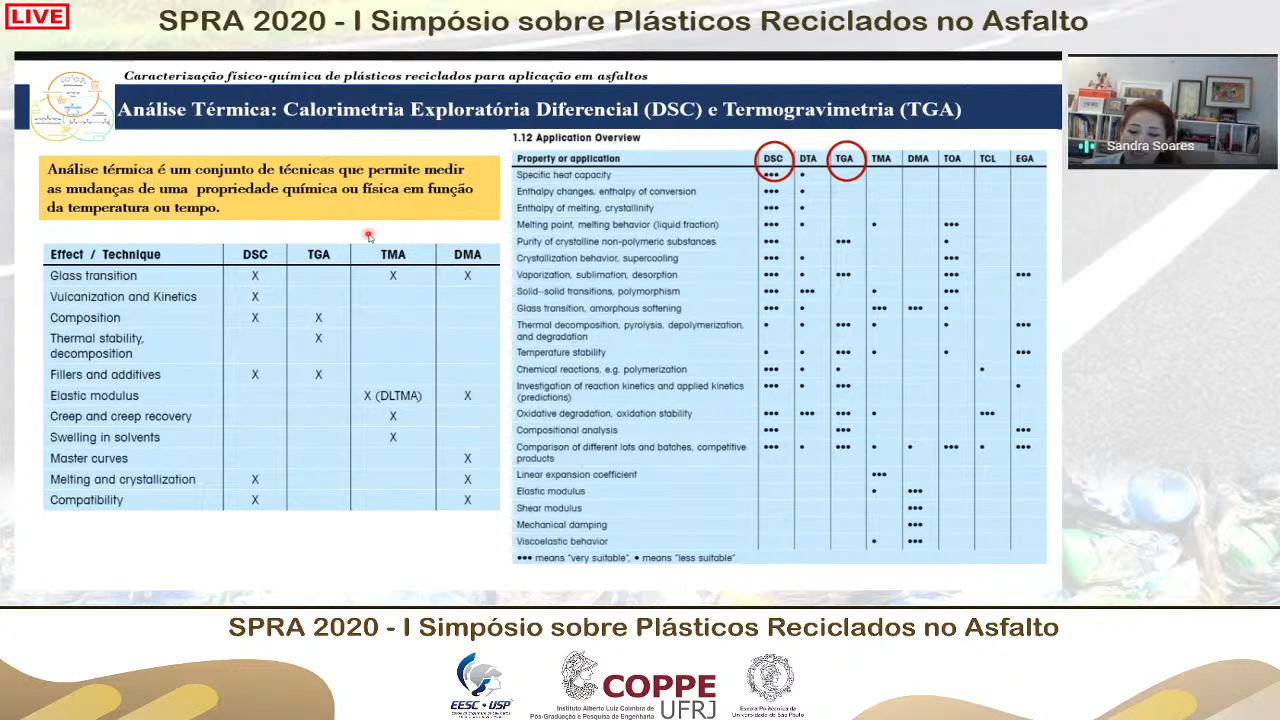 LIVE
SPRA 2020 - I Simpósio sobre Plásticos Reciclados no Asfalto
Caracterização físico-química de plásticos reciclados para aplicação em asfaltos
Análise Térmica: Calorimetria Exploratória Diferencial (DSC) e Termogravimetria (TGA)
Sandra Soares
Análise térmica é um conjunto de técnicas que permite medir
as mudanças de uma propriedade química ou física em função
da temperatura ou tempo.
Effect / Technique DSC TGA TMA DMA
Glass transition X X X
Vulcanization and Kinetics X
Composition X X
Thermal stability,
decomposition X
Fillers and additives X X
Elastic modulus X (DLTMA) X
Creep and creep recovery X
Swelling in solvents X
Master curves X
Melting and crystallization X X
Compatibility X X
1.12 Application Overview
Property or application DSC DTA TGA TMA DMA TOA TCL EGA
Specific heat capacity ••• •
Enthalpy changes, enthalpy of conversion ••• •
Enthalpy of melting, crystallinity ••• •
Melting point, melting behavior (liquid fraction) ••• • • •••
Purity of crystalline non-polymeric substances ••• ••• •
Crystallization behavior, supercooling ••• • •••
Vaporization, sublimation, desorption ••• • ••• ••• •••
Solid–solid transitions, polymorphism ••• ••• • •••
Glass transition, amorphous softening ••• • ••• ••• •
Thermal decomposition, pyrolysis, depolymerization, • • ••• • • •••
and degradation
Temperature stability • • ••• • • •••
Chemical reactions, e.g. polymerization ••• • • •
Investigation of reaction kinetics and applied kinetics ••• • ••• •
(predictions)
Oxidative degradation, oxidation stability ••• ••• ••• • •••
Compositional analysis ••• ••• •••
Comparison of different lots and batches, competitive ••• • ••• • • ••• • •••
products
Linear expansion coefficient •••
Elastic modulus • •••
Shear modulus •••
Mechanical damping •••
Viscoelastic behavior • •••
••• means "very suitable", • means "less suitable"
SPRA 2020 - I Simpósio sobre Plásticos Reciclados no Asfalto
EESC • USP
COPPE
UFRJ
Instituto Alberto Luiz Coimbra de
Pós-Graduação e Pesquisa de Engenharia
Escola Politécnica da
Universidade de São Paulo